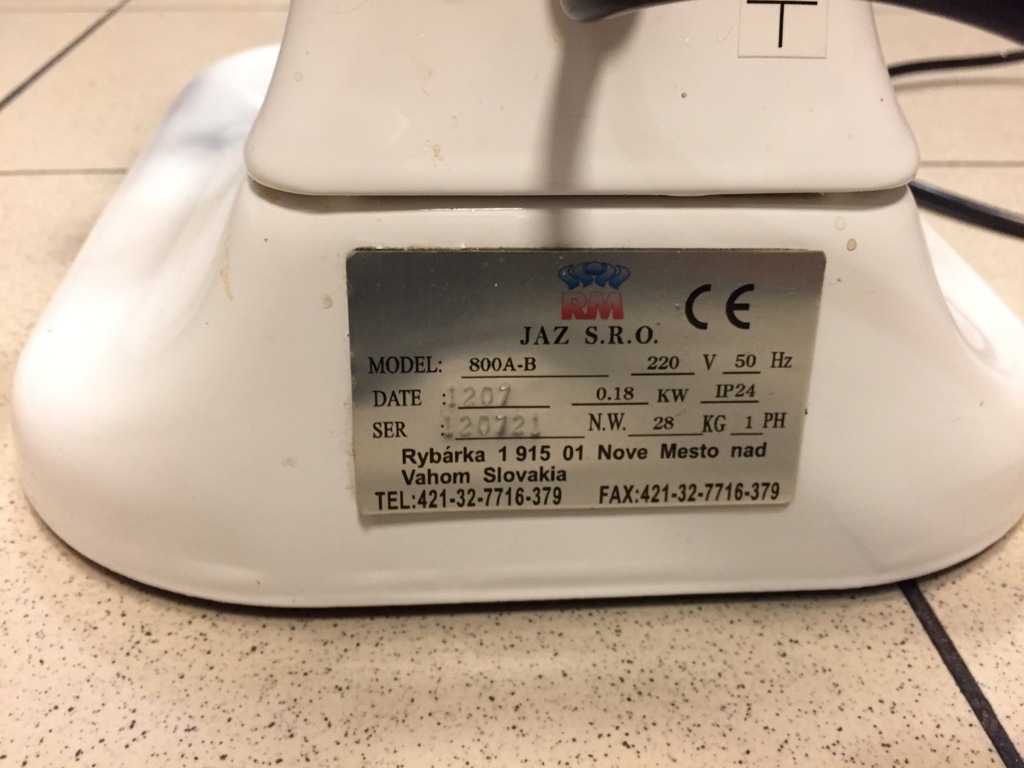 RM
CE
JAZ S.R.O.
MODEL: 800A-B 220 V 50 Hz
DATE :1207 0.18 KW IP24
SER :120721 N.W. 28 KG 1 PH
Rybárka 1 915 01 Nove Mesto nad
Vahom Slovakia
TEL:421-32-7716-379 FAX:421-32-7716-379